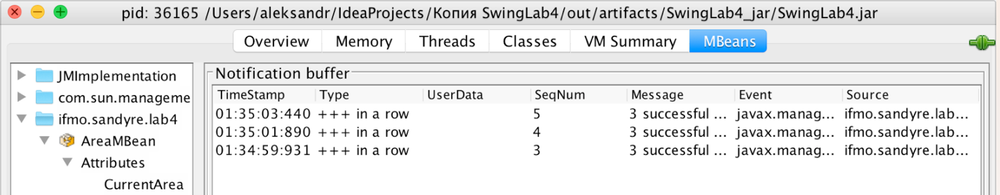 pid: 36165 /Users/aleksandr/IdeaProjects/Копия SwingLab4/out/artifacts/SwingLab4_jar/SwingLab4.jar
Overview Memory Threads Classes VM Summary MBeans
JMImplementation
com.sun.manageme
ifmo.sandyre.lab4
AreaMBean
Attributes
CurrentArea
Notification buffer
TimeStamp Type UserData SeqNum Message Event Source
01:35:03:440 +++ in a row 5 3 successful ... javax.manag... ifmo.sandyre.lab...
01:35:01:890 +++ in a row 4 3 successful ... javax.manag... ifmo.sandyre.lab...
01:34:59:931 +++ in a row 3 3 successful ... javax.manag... ifmo.sandyre.lab...